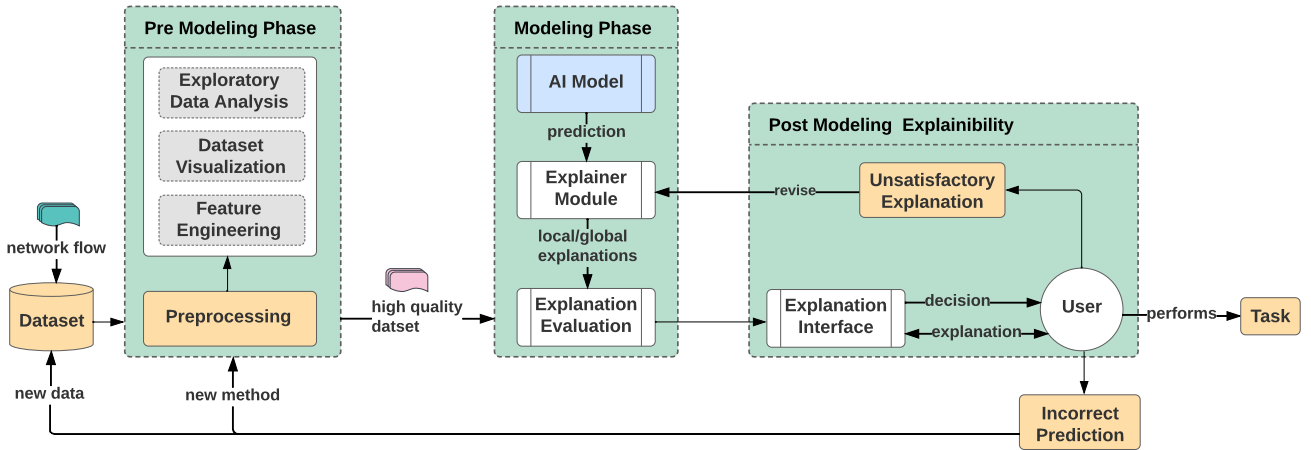 Pre Modeling Phase
Exploratory
Data Analysis
Dataset
Visualization
Feature
Engineering
network flow
Dataset
Preprocessing
high quality
datset
new data
new method
Modeling Phase
AI Model
prediction
Explainer
Module
local/global
explanations
Explanation
Evaluation
Post Modeling  Explainibility
revise
Unsatisfactory
Explanation
Explanation
Interface
decision
explanation
User
performs
Task
Incorrect
Prediction